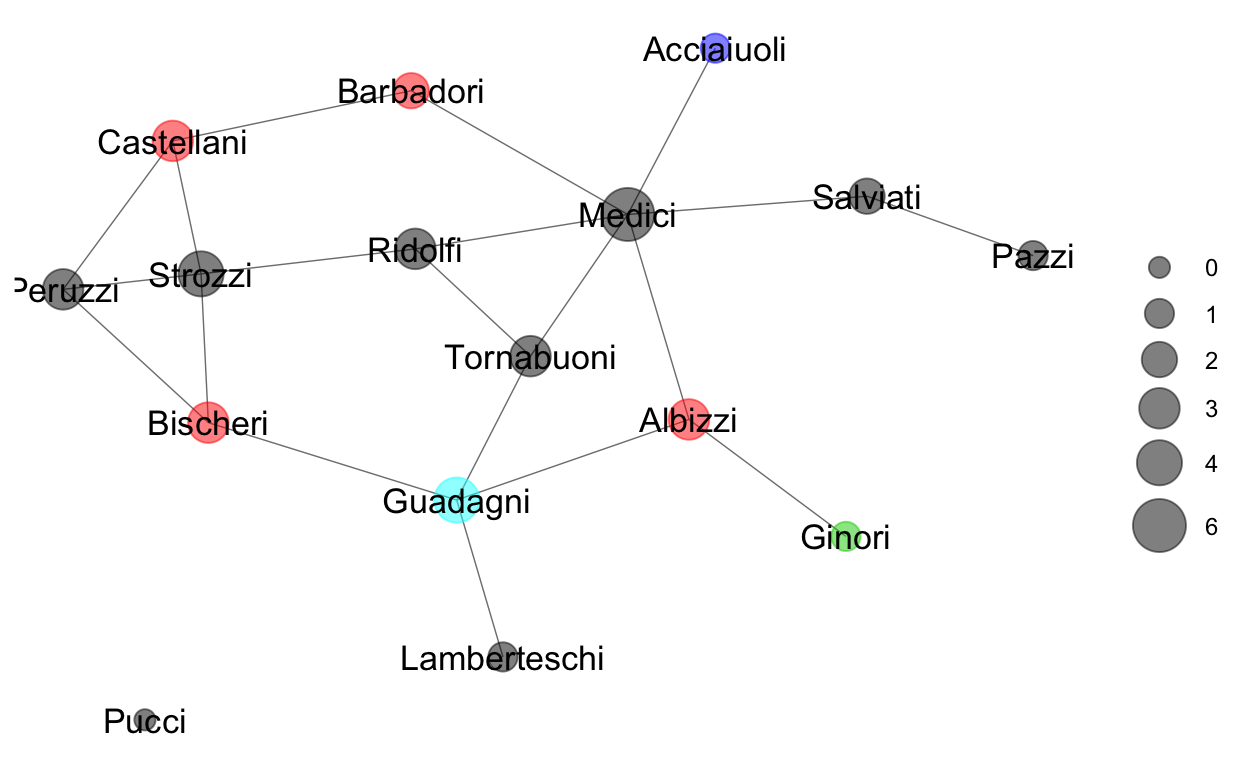 Acciaiuoli
Barbadori
Castellani
Medici
Salviati
Ridolfi
Pazzi
Strozzi
Peruzzi
Tornabuoni
Bischeri
Albizzi
Guadagni
Ginori
Lamberteschi
Pucci
0
1
2
3
4
6